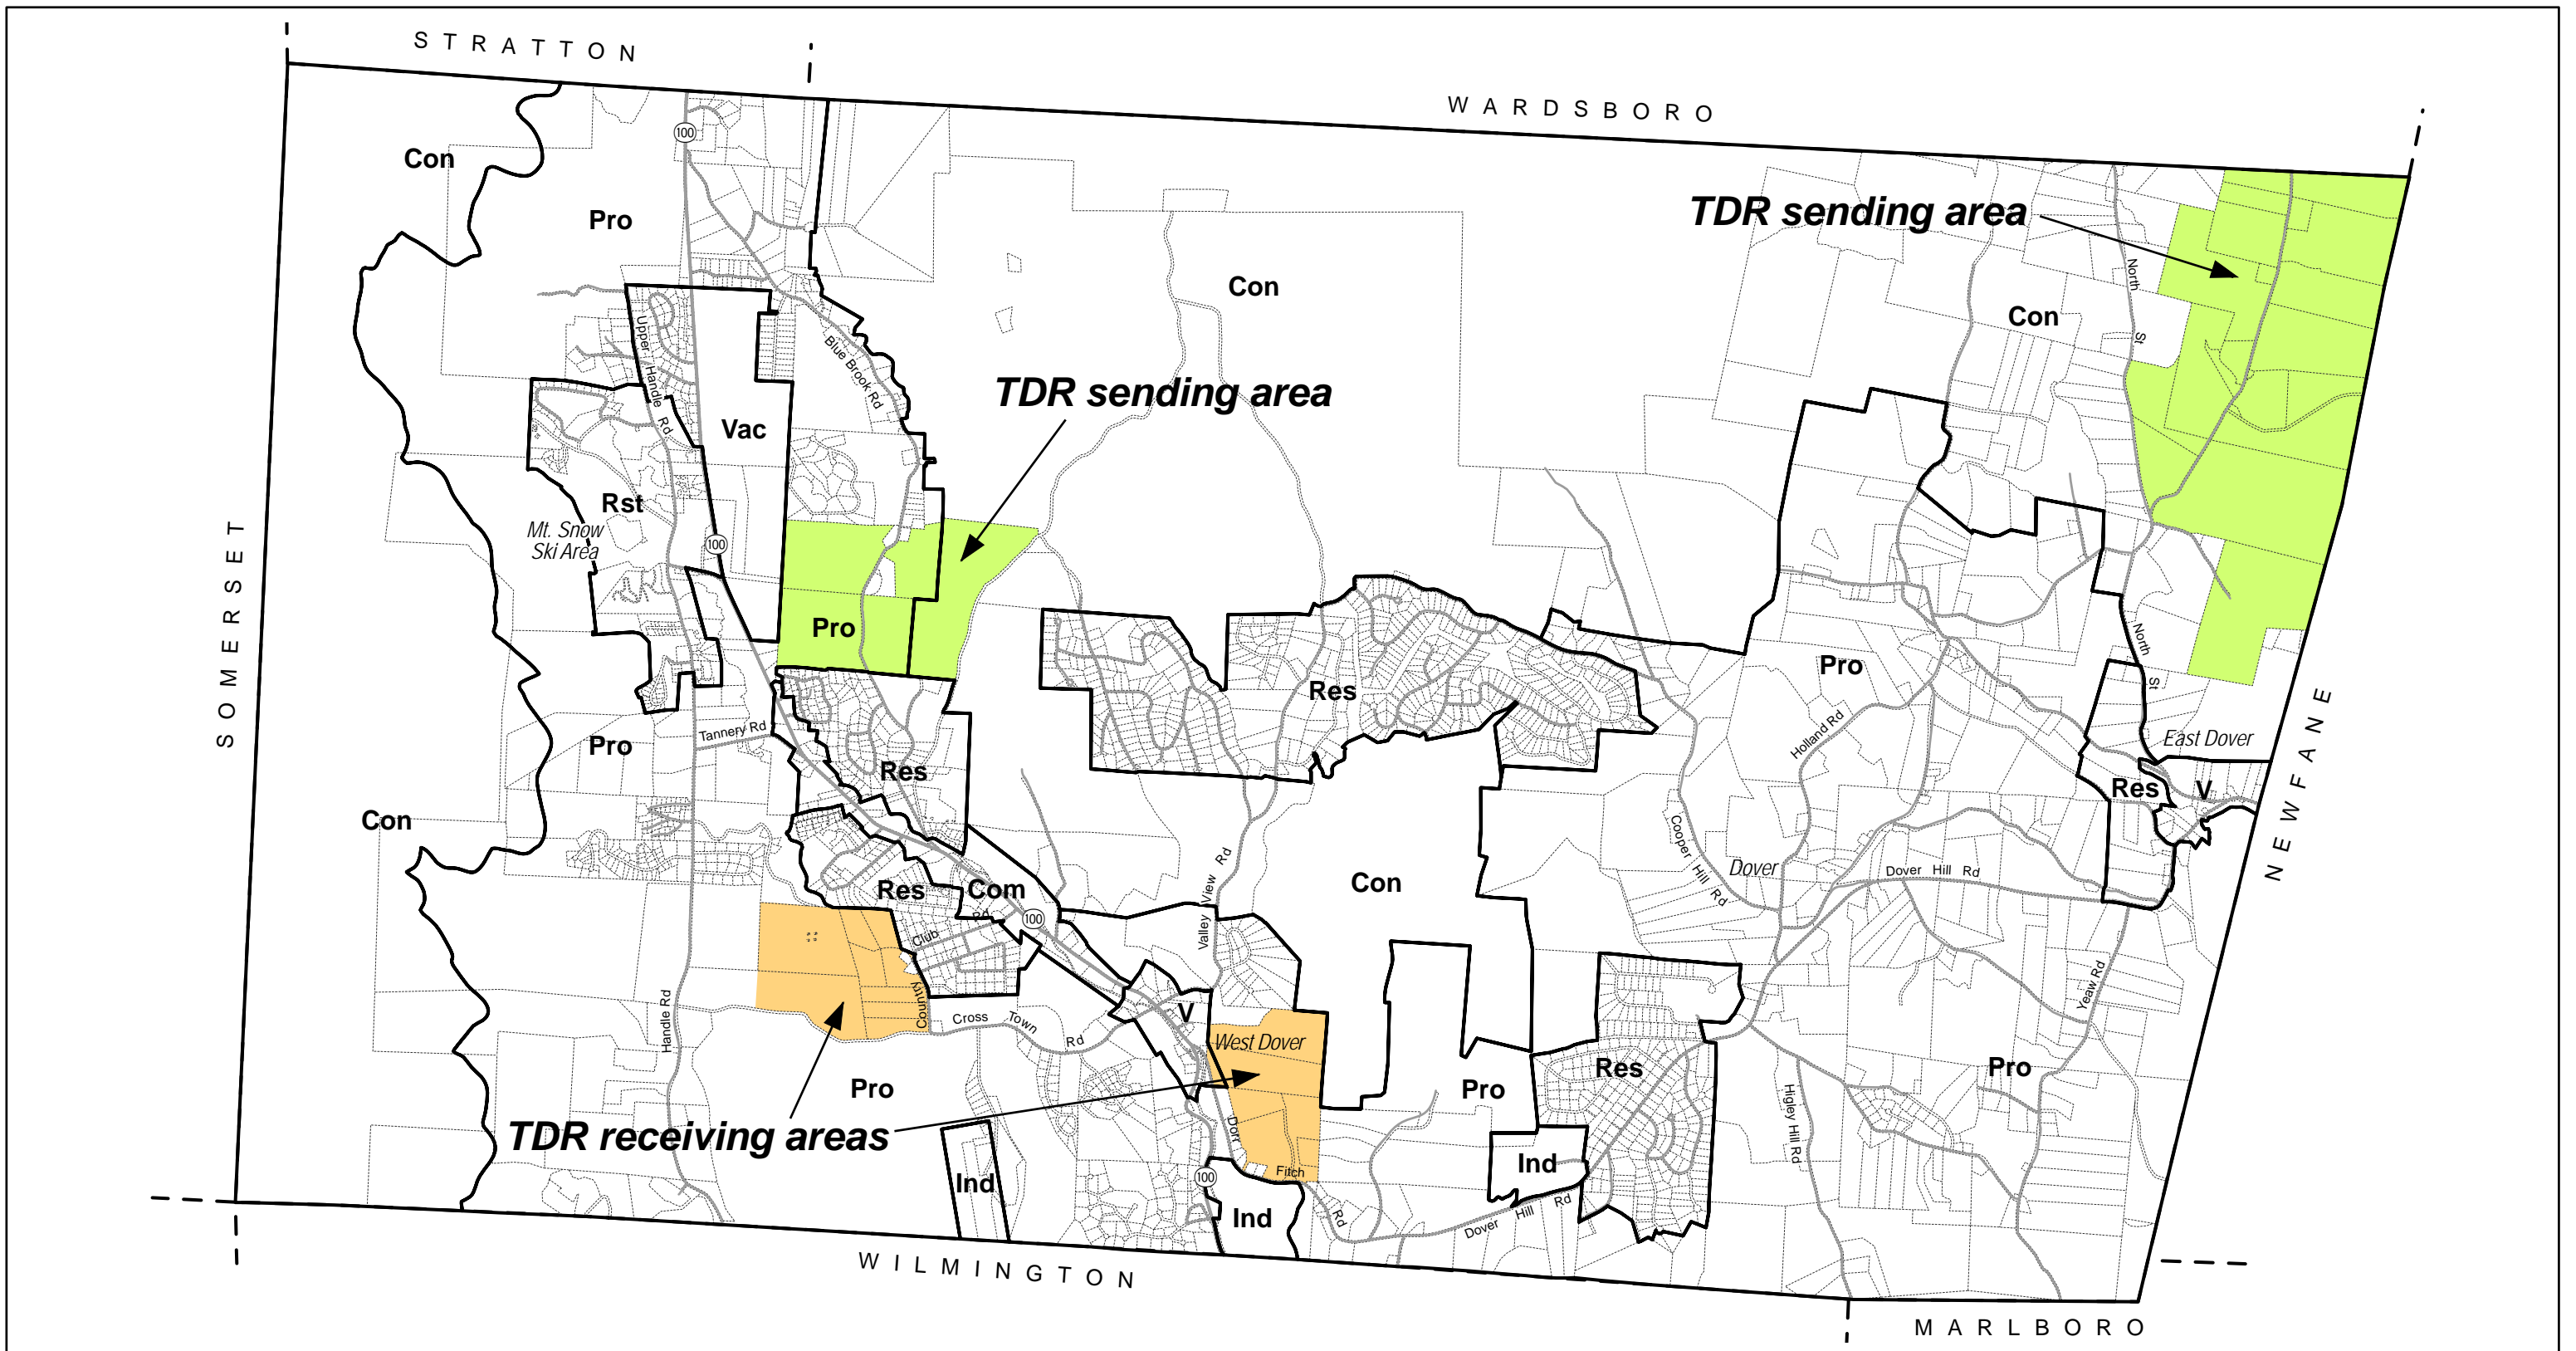 STRATTON
WARDSBORO
100
Con
Pro
TDR sending area
North
St
Con
Con
Upper Handle Rd
Blue Brook Rd
TDR sending area
Vac
Rst
Mt. Snow
Ski Area
100
SOMERSET
Pro
North
St
Pro
Res
NEWFANE
Tannery Rd
Pro
Holland Rd
East Dover
Res
Res
V
Con
Cooper Hill Rd
Dover
Dover Hill Rd
Valley View Rd
Con
Res
Com
100
Country
Club
Rd
Handle Rd
Cross Town Rd
V
West Dover
Yeaw Rd
Pro
Pro
Res
Pro
Higley Hill Rd
TDR receiving areas
Dorr
Fitch
Rd
100
Ind
Ind
Ind
Dover Hill Rd
WILMINGTON
MARLBORO